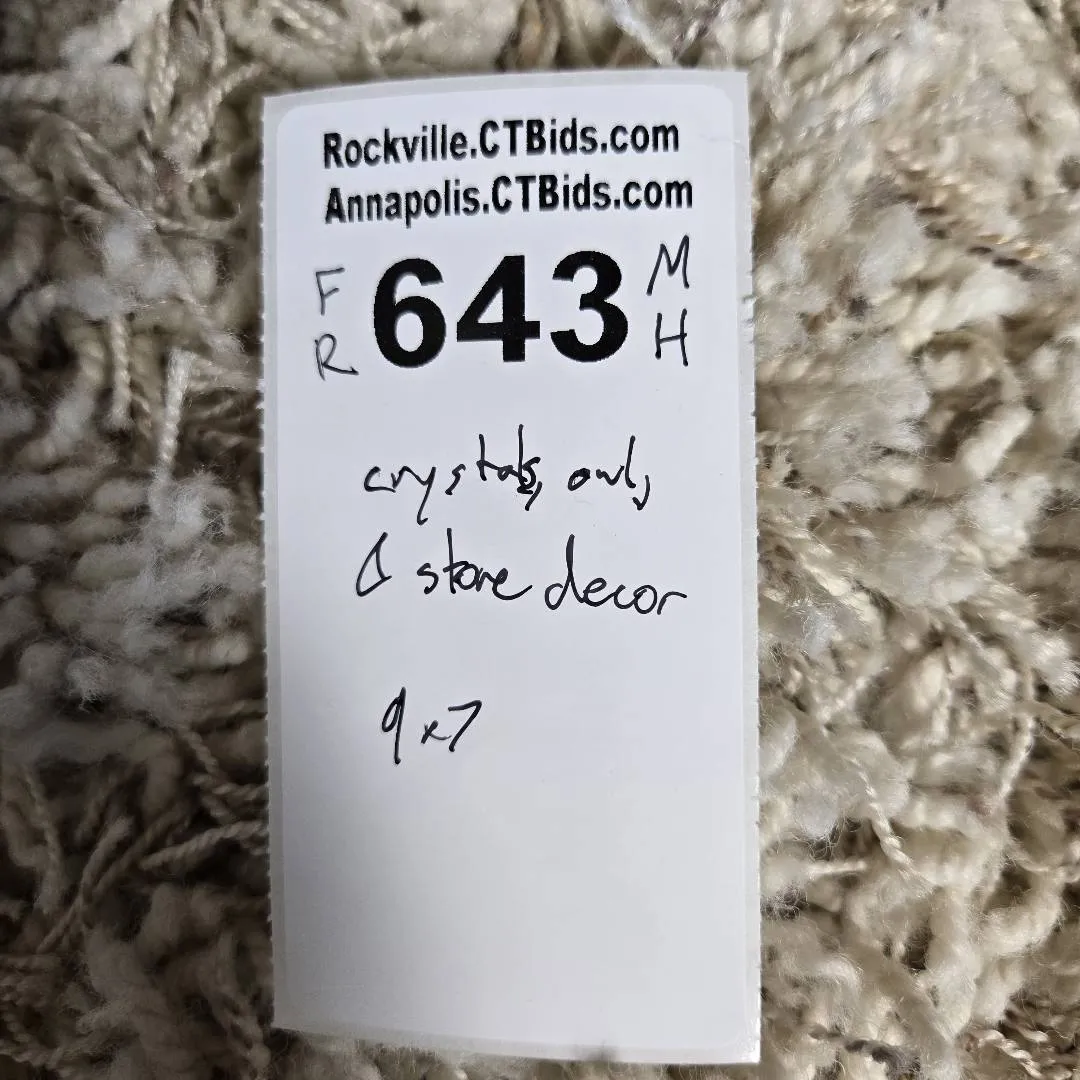 Rockville.CTBids.com
Annapolis.CTBids.com
F 643 M
R H
crystals, owl,
& stone decor
9x7